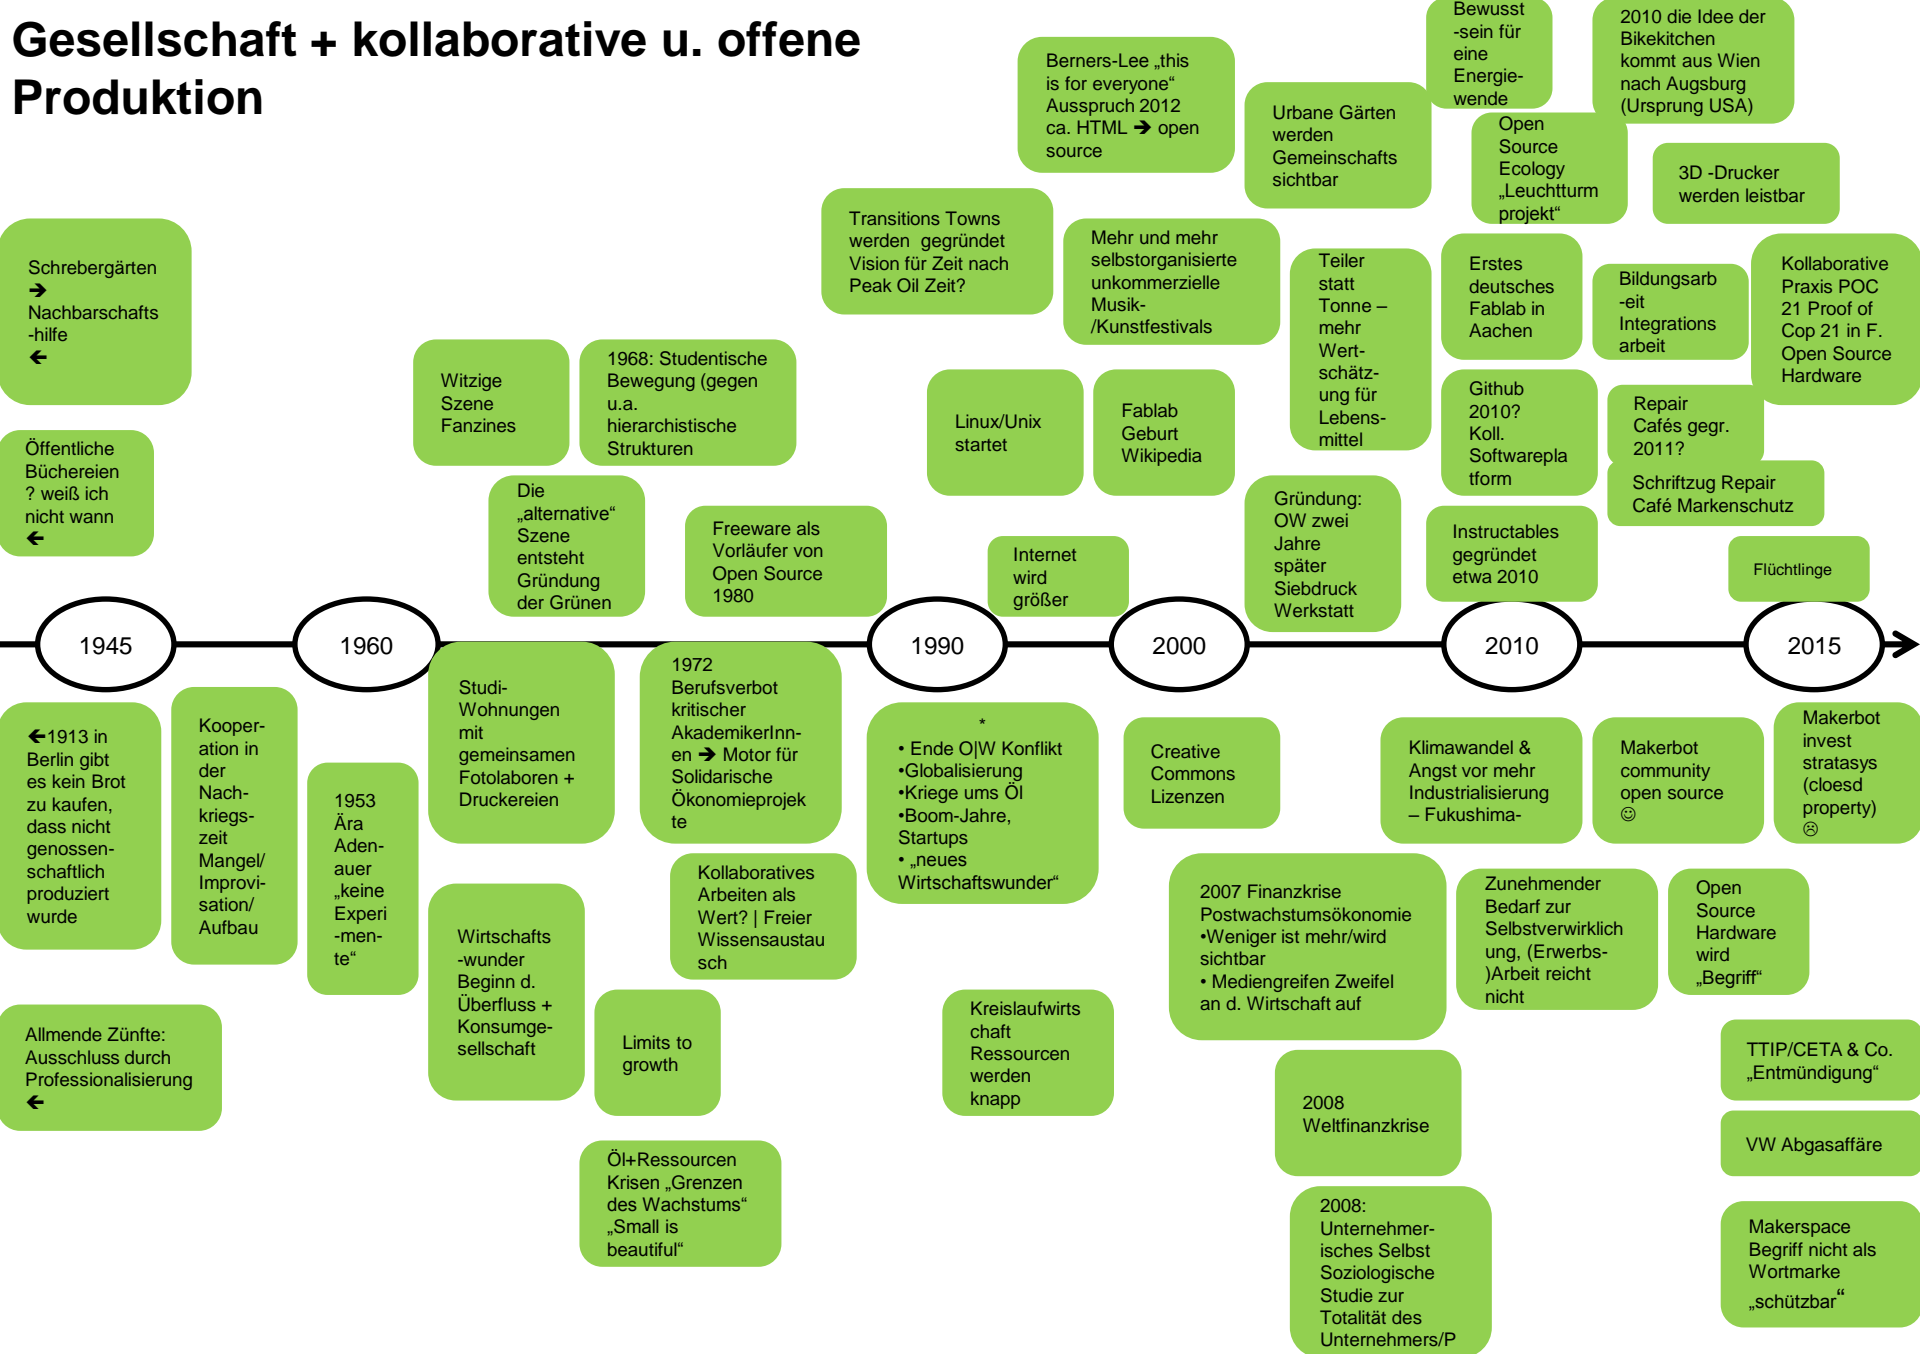 Gesellschaft + kollaborative u. offene
Produktion
Bewusst
-sein für
eine
Energie-
wende
2010 die Idee der
Bikekitchen
kommt aus Wien
nach Augsburg
(Ursprung USA)
Berners-Lee „this
is for everyone“
Ausspruch 2012
ca. HTML ➔ open
source
Urbane Gärten
werden
Gemeinschafts
sichtbar
Open
Source
Ecology
„Leuchtturm
projekt“
3D -Drucker
werden leistbar
Schrebergärten
➔
Nachbarschafts
-hilfe
🡸
Transitions Towns
werden gegründet
Vision für Zeit nach
Peak Oil Zeit?
Mehr und mehr
selbstorganisierte
unkommerzielle
Musik-
/Kunstfestivals
Teiler
statt
Tonne –
mehr
Wert-
schätz-
ung für
Lebens-
mittel
Erstes
deutsches
Fablab in
Aachen
Bildungsarb
-eit
Integrations
arbeit
Kollaborative
Praxis POC
21 Proof of
Cop 21 in F.
Open Source
Hardware
Witzige
Szene
Fanzines
1968: Studentische
Bewegung (gegen
u.a.
hierarchistische
Strukturen
Linux/Unix
startet
Fablab
Geburt
Wikipedia
Github
2010?
Koll.
Softwarepla
tform
Repair
Cafés gegr.
2011?
Schriftzug Repair
Café Markenschutz
Öffentliche
Büchereien
? weiß ich
nicht wann
🡸
Die
„alternative“
Szene
entsteht
Gründung
der Grünen
Freeware als
Vorläufer von
Open Source
1980
Internet
wird
größer
Gründung:
OW zwei
Jahre
später
Siebdruck
Werkstatt
Instructables
gegründet
etwa 2010
Flüchtlinge
1945
1960
1990
2000
2010
2015
🡸1913 in
Berlin gibt
es kein Brot
zu kaufen,
dass nicht
genossen-
schaftlich
produziert
wurde
Kooper-
ation in
der
Nach-
kriegs-
zeit
Mangel/
Improvi-
sation/
Aufbau
1953
Ära
Aden-
auer
„keine
Experi
-men-
te“
Studi-
Wohnungen
mit
gemeinsamen
Fotolaboren +
Druckereien
1972
Berufsverbot
kritischer
AkademikerInn-
en ➔ Motor für
Solidarische
Ökonomieprojek
te
*
• Ende O|W Konflikt
•Globalisierung
•Kriege ums Öl
•Boom-Jahre,
Startups
• „neues
Wirtschaftswunder“
Creative
Commons
Lizenzen
Klimawandel &
Angst vor mehr
Industrialisierung
– Fukushima-
Makerbot
community
open source
☺
Makerbot
invest
stratasys
(cloesd
property)
☹
Wirtschafts
-wunder
Beginn d.
Überfluss +
Konsumge-
sellschaft
Kollaboratives
Arbeiten als
Wert? | Freier
Wissensaustau
sch
2007 Finanzkrise
Postwachstumsökonomie
•Weniger ist mehr/wird
sichtbar
• Mediengreifen Zweifel
an d. Wirtschaft auf
Zunehmender
Bedarf zur
Selbstverwirklich
ung, (Erwerbs-
)Arbeit reicht
nicht
Open
Source
Hardware
wird
„Begriff“
Allmende Zünfte:
Ausschluss durch
Professionalisierung
🡸
Limits to
growth
Kreislaufwirts
chaft
Ressourcen
werden
knapp
TTIP/CETA & Co.
„Entmündigung“
2008
Weltfinanzkrise
VW Abgasaffäre
Öl+Ressourcen
Krisen „Grenzen
des Wachstums“
„Small is
beautiful“
2008:
Unternehmer-
isches Selbst
Soziologische
Studie zur
Totalität des
Unternehmers/P
Makerspace
Begriff nicht als
Wortmarke
„schützbar“